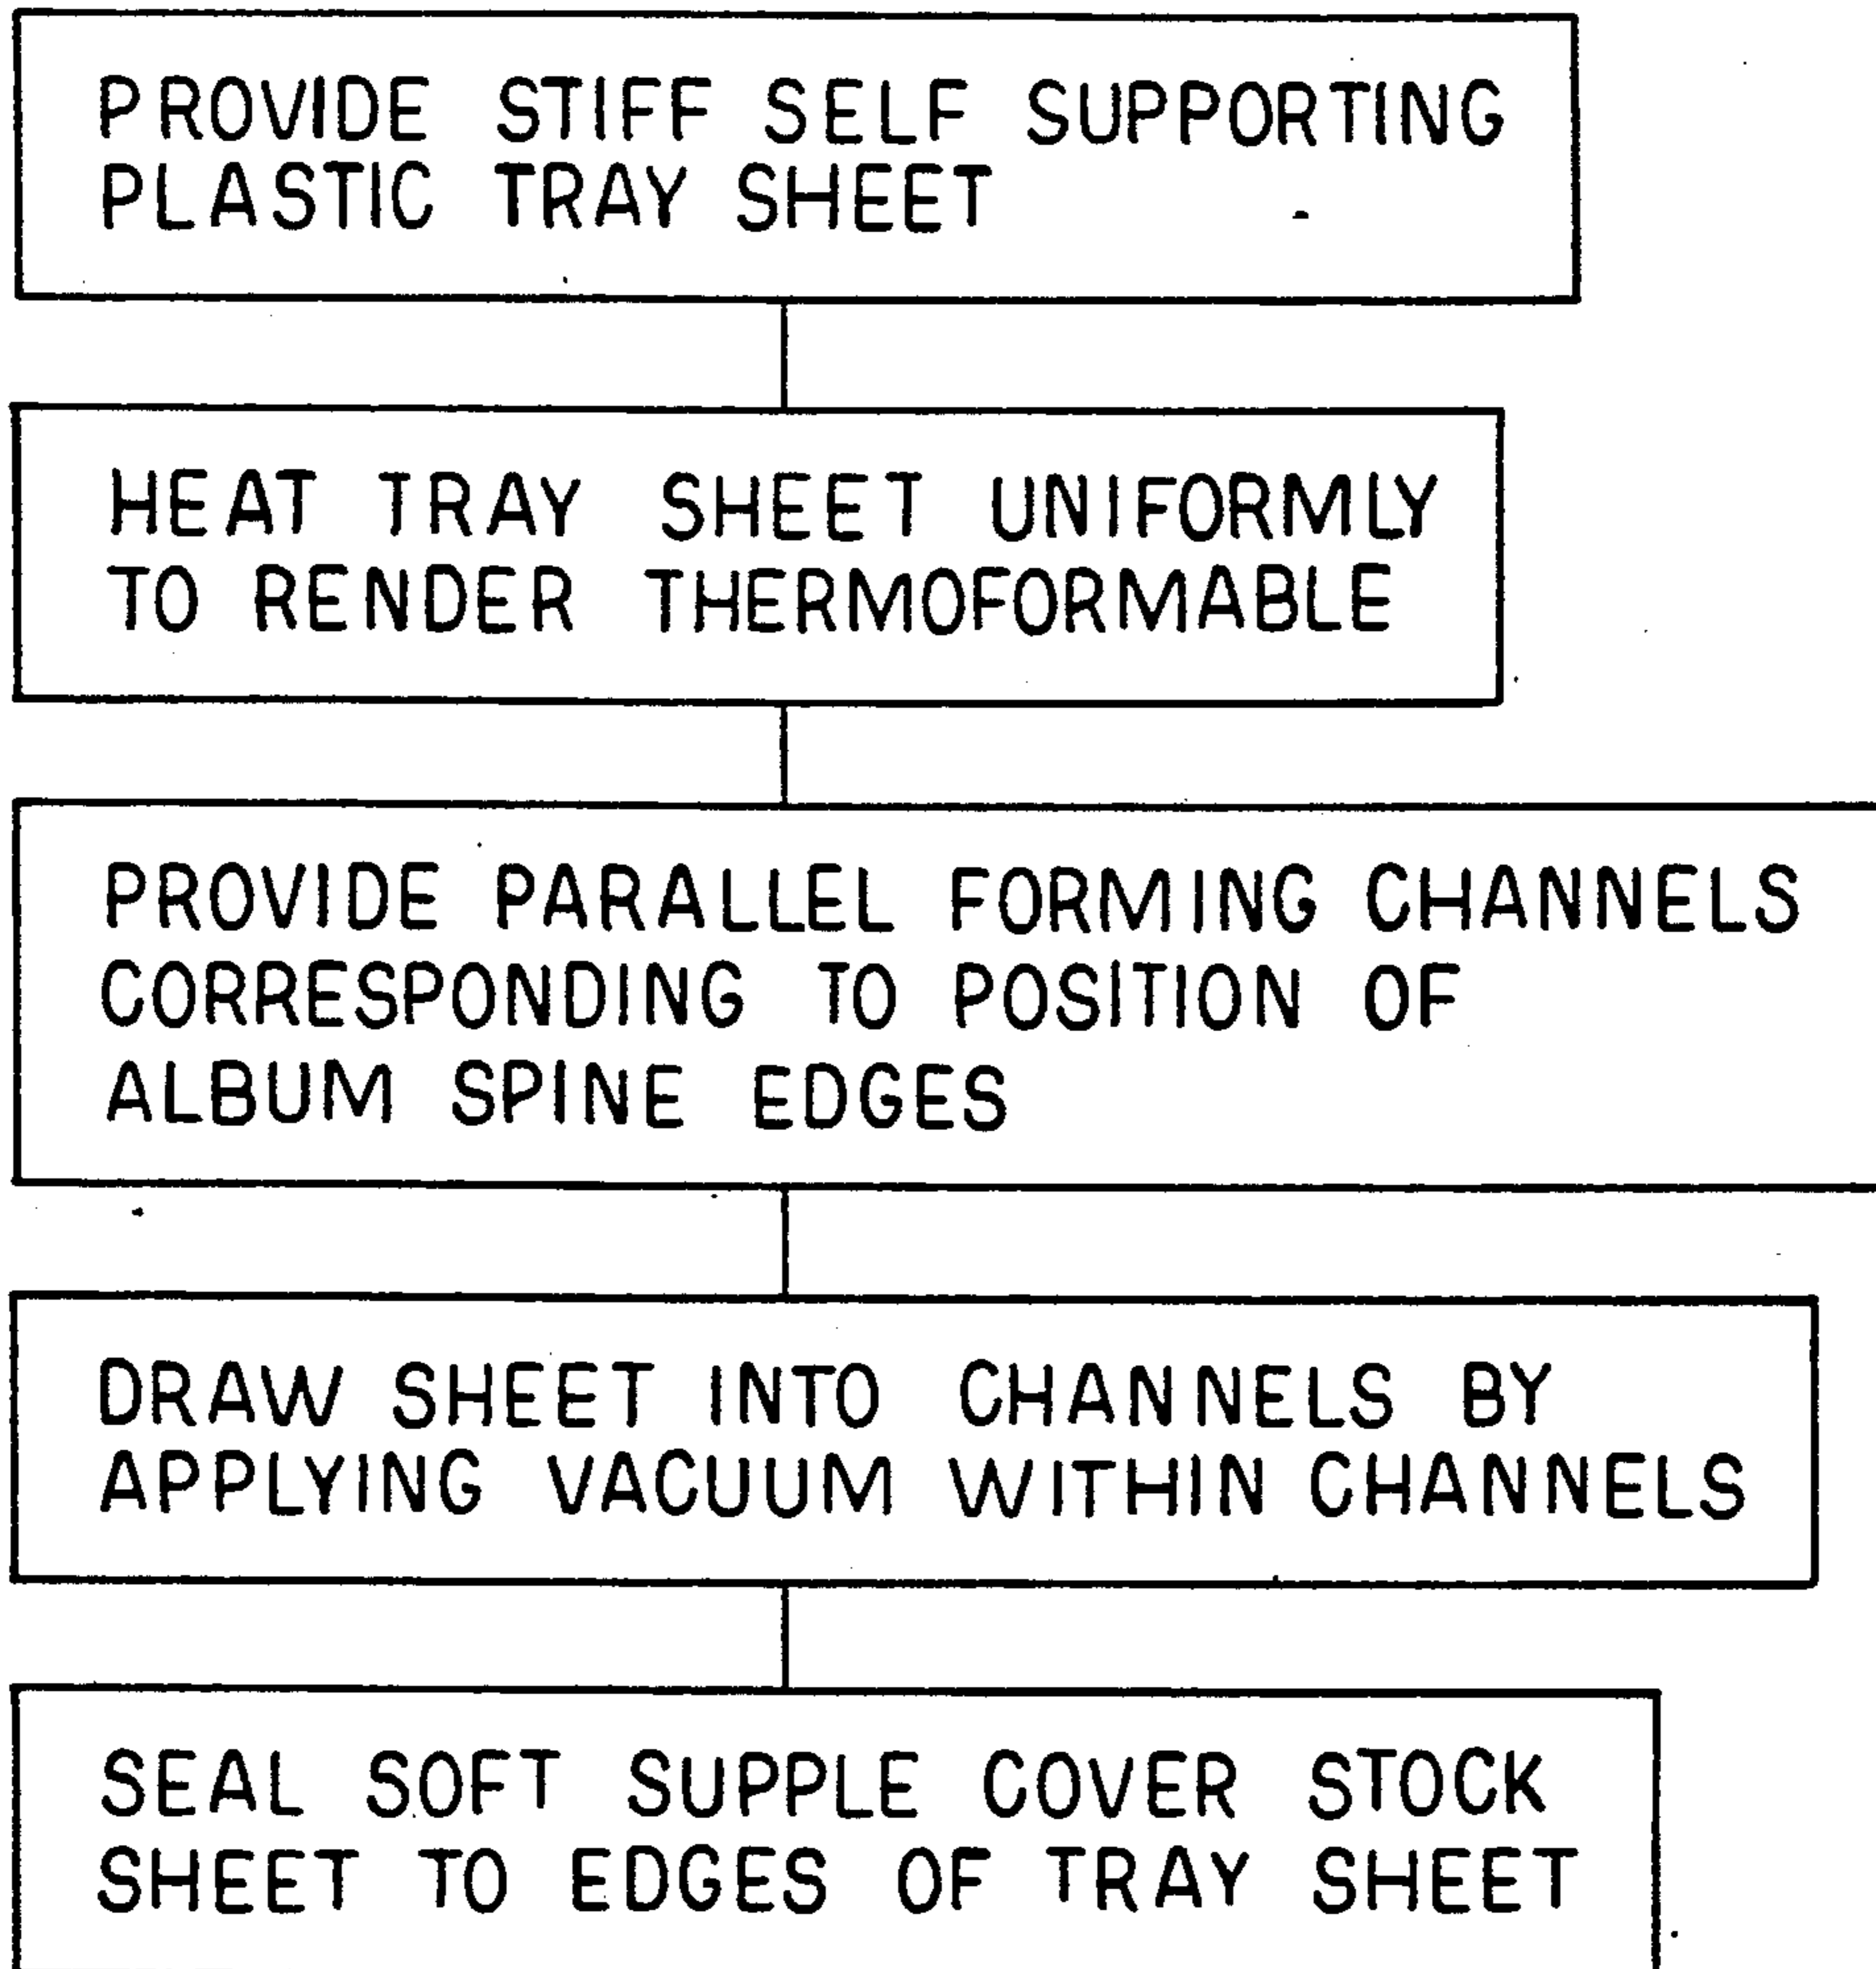 PROVIDE STIFF SELF SUPPORTING
PLASTIC TRAY SHEET
HEAT TRAY SHEET UNIFORMLY
TO RENDER THERMOFORMABLE
PROVIDE PARALLEL FORMING CHANNELS
CORRESPONDING TO POSITION OF
ALBUM SPINE EDGES
DRAW SHEET INTO CHANNELS BY
APPLYING VACUUM WITHIN CHANNELS
SEAL SOFT SUPPLE COVER STOCK
SHEET TO EDGES OF TRAY SHEET